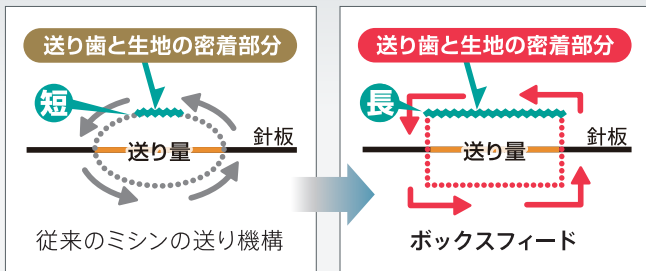 送り歯と生地の密着部分
短
針板
送り量
従来のミシンの送り機構
送り歯と生地の密着部分
長
針板
送り量
ボックスフィード